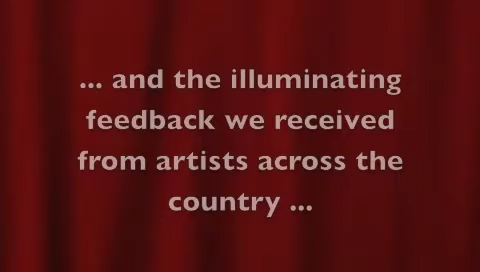 ... and the illuminating
feedback we received
from artists across the
country ...